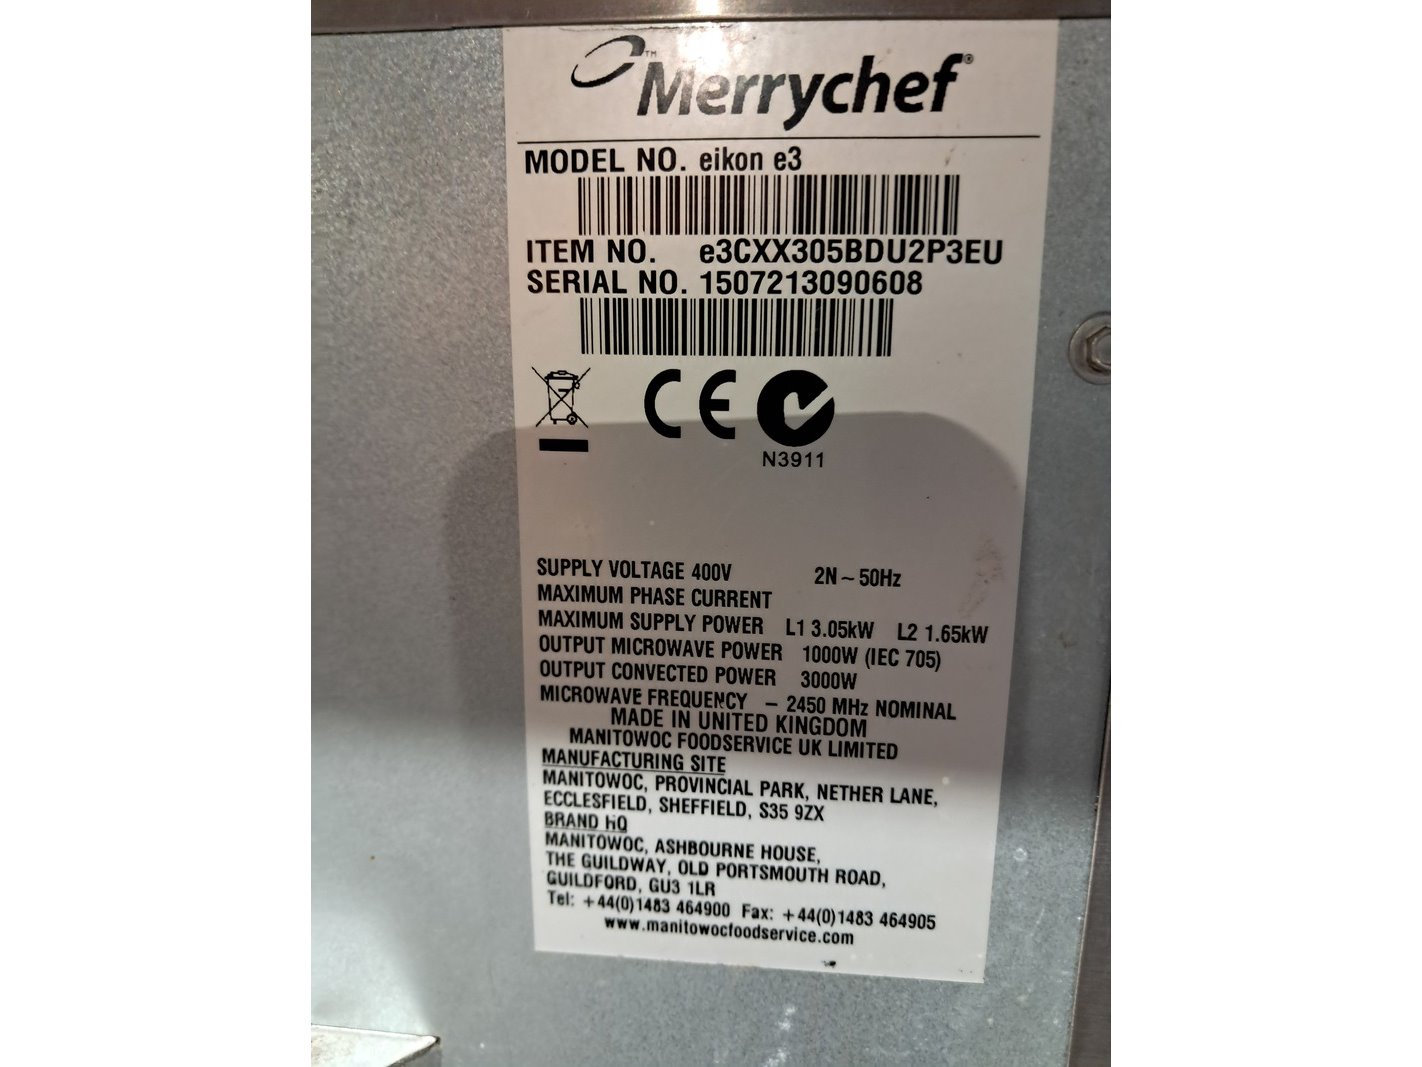 Merrychef®
MODEL NO. eikon e3
ITEM NO. e3CXX305BDU2P3EU
SERIAL NO. 1507213090608
CE
N3911
SUPPLY VOLTAGE 400V 2N ~ 50Hz
MAXIMUM PHASE CURRENT
MAXIMUM SUPPLY POWER L1 3.05kW L2 1.65kW
OUTPUT MICROWAVE POWER 1000W (IEC 705)
OUTPUT CONVECTED POWER 3000W
MICROWAVE FREQUENCY – 2450 MHz NOMINAL
MADE IN UNITED KINGDOM
MANITOWOC FOODSERVICE UK LIMITED
MANUFACTURING SITE
MANITOWOC, PROVINCIAL PARK, NETHER LANE,
ECCLESFIELD, SHEFFIELD, S35 9ZX
BRAND HQ
MANITOWOC, ASHBOURNE HOUSE,
THE GUILDWAY, OLD PORTSMOUTH ROAD,
GUILDFORD, GU3 1LR
Tel: +44(0)1483 464900 Fax: +44(0)1483 464905
www.manitowocfoodservice.com